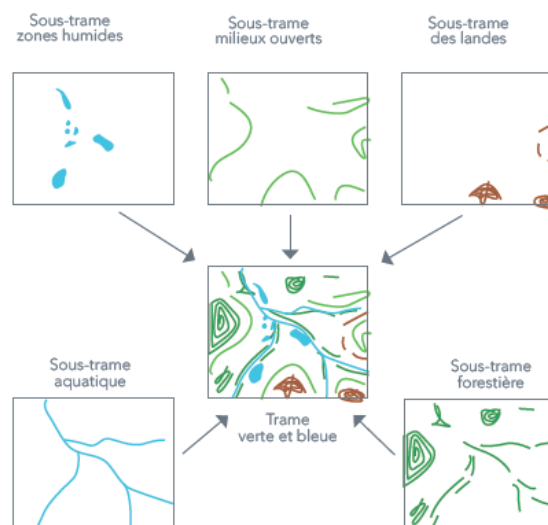 Sous-trame
zones humides
Sous-trame
milieux ouverts
Sous-trame
des landes
Sous-trame
aquatique
Trame
verte et bleue
Sous-trame
forestière